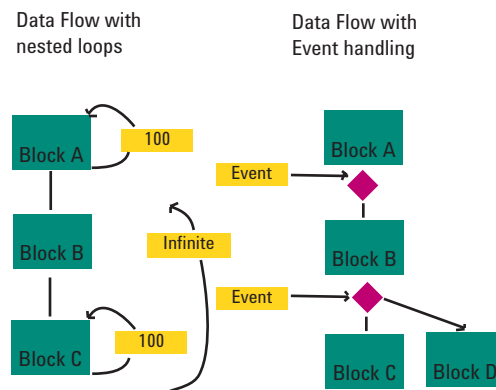 Data Flow with
nested loops
Block A
100
Block B
Infinite
Block C
100
Data Flow with
Event handling
Block A
Event
Block B
Event
Block C
Block D